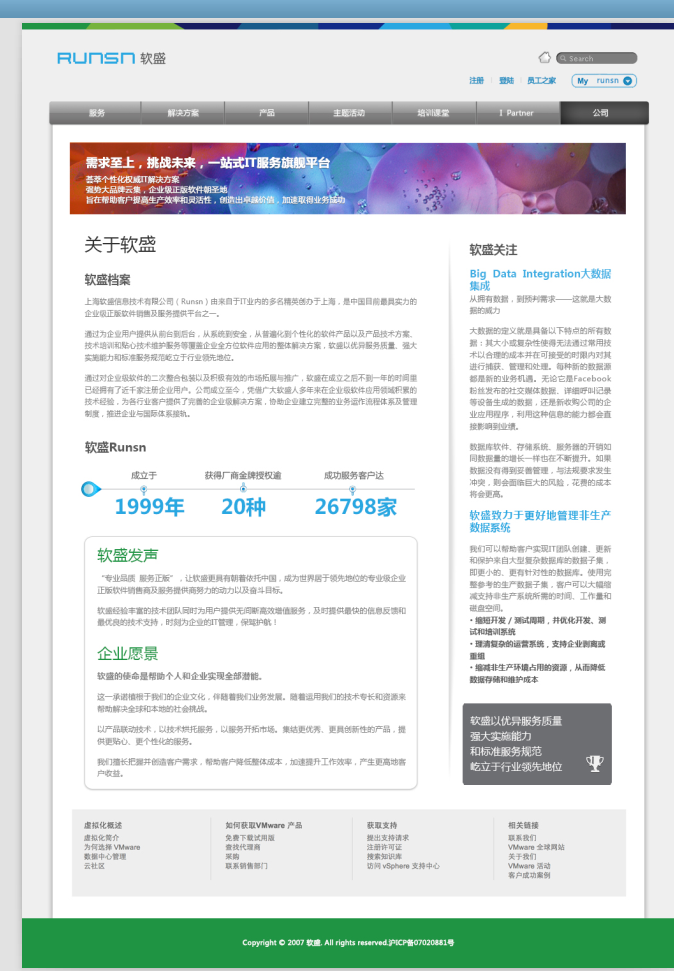 RUNSN 软盛
Search
注册 登陆 员工之家 My runsn
服务 解决方案 产品 主题活动 培训课堂 I Partner 公司
需求至上，挑战未来，一站式IT服务旗舰平台
荟萃个性化权威IT解决方案
强势大品牌云集，企业级正版软件朝圣地
旨在帮助客户提高生产效率和灵活性，创造出卓越价值，加速取得业务成功
关于软盛
软盛档案
上海软盛信息技术有限公司（Runsn）由来自于IT业内的多名精英创办于上海，是中国目前最具实力的
企业级正版软件销售及服务提供平台之一。
通过为企业用户提供从前台到后台，从系统到安全，从普遍化到个性化的软件产品以及产品技术方案、
技术培训和贴心技术维护服务等覆盖企业全方位软件应用的整体解决方案，软盛以优异服务质量、强大
实施能力和标准服务规范屹立于行业领先地位。
通过对企业级软件的二次整合包装以及积极有效的市场拓展与推广，软盛在成立之后不到一年的时间里
已经拥有了近千家注册企业用户。公司成立至今，凭借广大软盛人多年来在企业级软件应用领域积累的
技术经验，为各行业客户提供了完善的企业级解决方案，协助企业建立完整的业务运作流程体系及管理
制度，推进企业与国际体系接轨。
软盛Runsn
成立于 获得厂商金牌授权逾 成功服务客户达
1999年 20种 26798家
软盛发声
“专业品质 服务正版”，让软盛更具有朝着依托中国，成为世界居于领先地位的专业级企业
正版软件销售商及服务提供商努力的动力以及奋斗目标。
软盛经验丰富的技术团队同时为用户提供无间断高效增值服务，及时提供最快的信息反馈和
最优良的技术支持，时刻为企业的IT管理，保驾护航！
企业愿景
软盛的使命是帮助个人和企业实现全部潜能。
这一承诺植根于我们的企业文化，伴随着我们业务发展。随着运用我们的技术专长和资源来
帮助解决全球和本地的社会挑战。
以产品联动技术，以技术烘托服务，以服务开拓市场。集结更优秀、更具创新性的产品，提
供更贴心、更个性化的服务。
我们擅长把握并创造客户需求，帮助客户降低整体成本，加速提升工作效率，产生更高地客
户收益。
软盛关注
Big Data Integration大数据
集成
从拥有数据，到预判需求——这就是大数
据的威力
大数据的定义就是具备以下特点的所有数
据：其大小或复杂性使得无法通过常用技
术以合理的成本并在可接受的时限内对其
进行捕获、管理和处理。每种新的数据源
都是新的业务机遇。无论它是Facebook
粉丝发布的社交媒体数据、详细呼叫记录
等设备生成的数据，还是新收购公司的企
业应用程序，利用这种信息的能力都会直
接影响到业绩。
数据库软件、存储系统、服务器的开销如
同数据量的增长一样也在不断提升。如果
数据没有得到妥善管理，与法规要求发生
冲突，则会面临巨大的风险，花费的成本
将会更高。
软盛致力于更好地管理非生产
数据系统
我们可以帮助客户实现IT团队创建、更新
和保护来自大型复杂数据库的数据子集，
即更小的、更有针对性的数据库。使用完
整参考的生产数据子集，客户可以大幅缩
减支持非生产系统所需的时间、工作量和
磁盘空间。
·缩短开发 / 测试周期，并优化开发、测
试和培训系统
·理清复杂的运营系统，支持企业剥离或
重组
·缩减非生产环境占用的资源，从而降低
数据存储和维护成本
软盛以优异服务质量
强大实施能力
和标准服务规范
屹立于行业领先地位
虚拟化概述
虚拟化简介
为何选择 VMware
数据中心管理
云社区
如何获取VMware 产品
免费下载试用版
查找代理商
采购
联系销售部门
获取支持
提出支持请求
注册许可证
搜索知识库
访问 vSphere 支持中心
相关链接
联系我们
VMware 全球网站
关于我们
VMware 活动
客户成功案例
Copyright © 2007 软盛. All rights reserved.沪ICP备07020881号